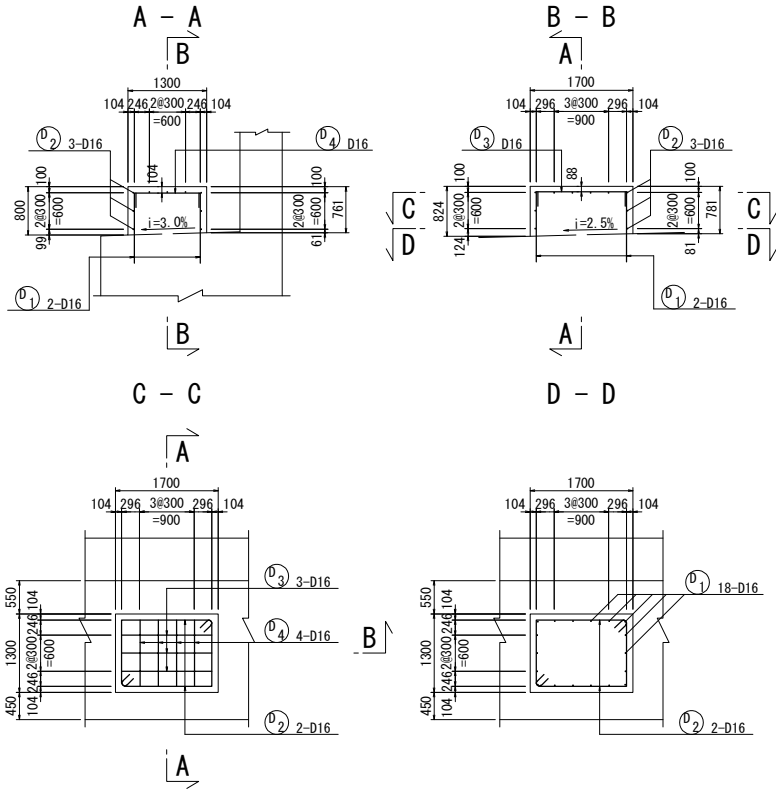 A - A
B
1300
104 246 2@300 246 104
=600
D2 3-D16
D4 D16
104
100
800
2@300
=600
99
i=3.0%
100
2@300
=600
761
61
D1 2-D16
B
B - B
A
1700
104 296 3@300 296 104
=900
D3 D16
D2 3-D16
88
100
824
2@300
=600
124
i=2.5%
100
2@300
=600
781
81
C
D
C
D
D1 2-D16
A
C - C
A
1700
104 296 3@300 296 104
=900
550
104
246
1300
2@300
=600
246
104
450
D3 3-D16
D4 4-D16
D2 2-D16
B
A
D - D
1700
104 296 3@300 296 104
=900
550
104
246
1300
2@300
=600
246
104
450
D1 18-D16
D2 2-D16